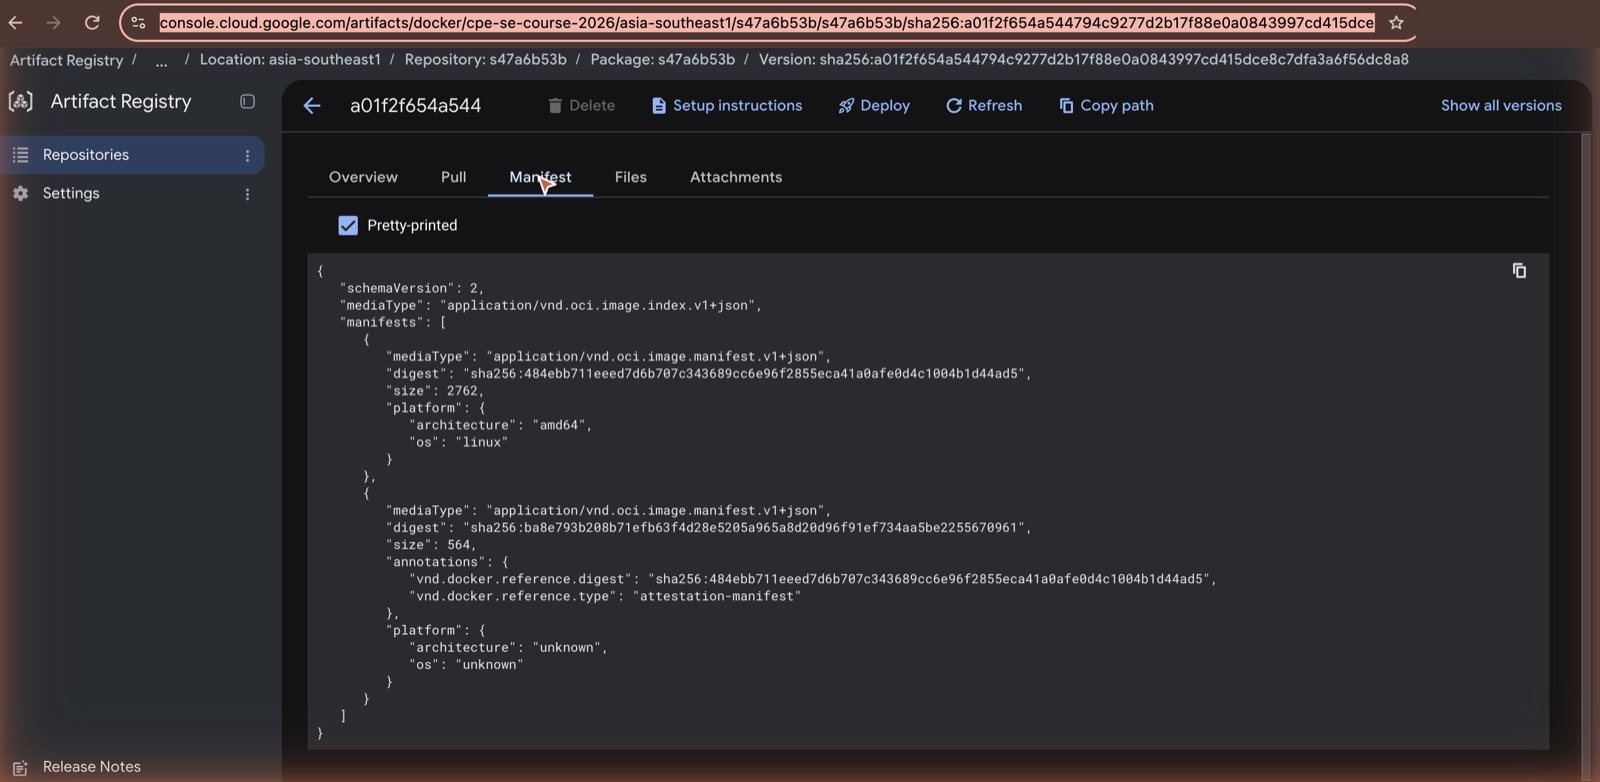 console.cloud.google.com/artifacts/docker/cpe-se-course-2026/asia-southeast1/s47a6b53b/s47a6b53b/sha256:a01f2f654a544794c9277d2b17f88e0a0843997cd415dce
Artifact Registry / ... / Location: asia-southeast1 / Repository: s47a6b53b / Package: s47a6b53b / Version: sha256:a01f2f654a544794c9277d2b17f88e0a0843997cd415dce8c7dfa3a6f56dc8a8
Artifact Registry
a01f2f654a544 Delete Setup instructions Deploy Refresh Copy path Show all versions
Repositories
Settings
Overview Pull Manifest Files Attachments
Pretty-printed
{
"schemaVersion": 2,
"mediaType": "application/vnd.oci.image.index.v1+json",
"manifests": [
{
"mediaType": "application/vnd.oci.image.manifest.v1+json",
"digest": "sha256:484ebb711eeed7d6b707c343689cc6e96f2855eca41a0afe0d4c1004b1d44ad5",
"size": 2762,
"platform": {
"architecture": "amd64",
"os": "linux"
}
},
{
"mediaType": "application/vnd.oci.image.manifest.v1+json",
"digest": "sha256:ba8e793b208b71efb63f4d28e5205a965a8d20d96f91ef734aa5be2255670961",
"size": 564,
"annotations": {
"vnd.docker.reference.digest": "sha256:484ebb711eeed7d6b707c343689cc6e96f2855eca41a0afe0d4c1004b1d44ad5",
"vnd.docker.reference.type": "attestation-manifest"
},
"platform": {
"architecture": "unknown",
"os": "unknown"
}
}
]
}
Release Notes